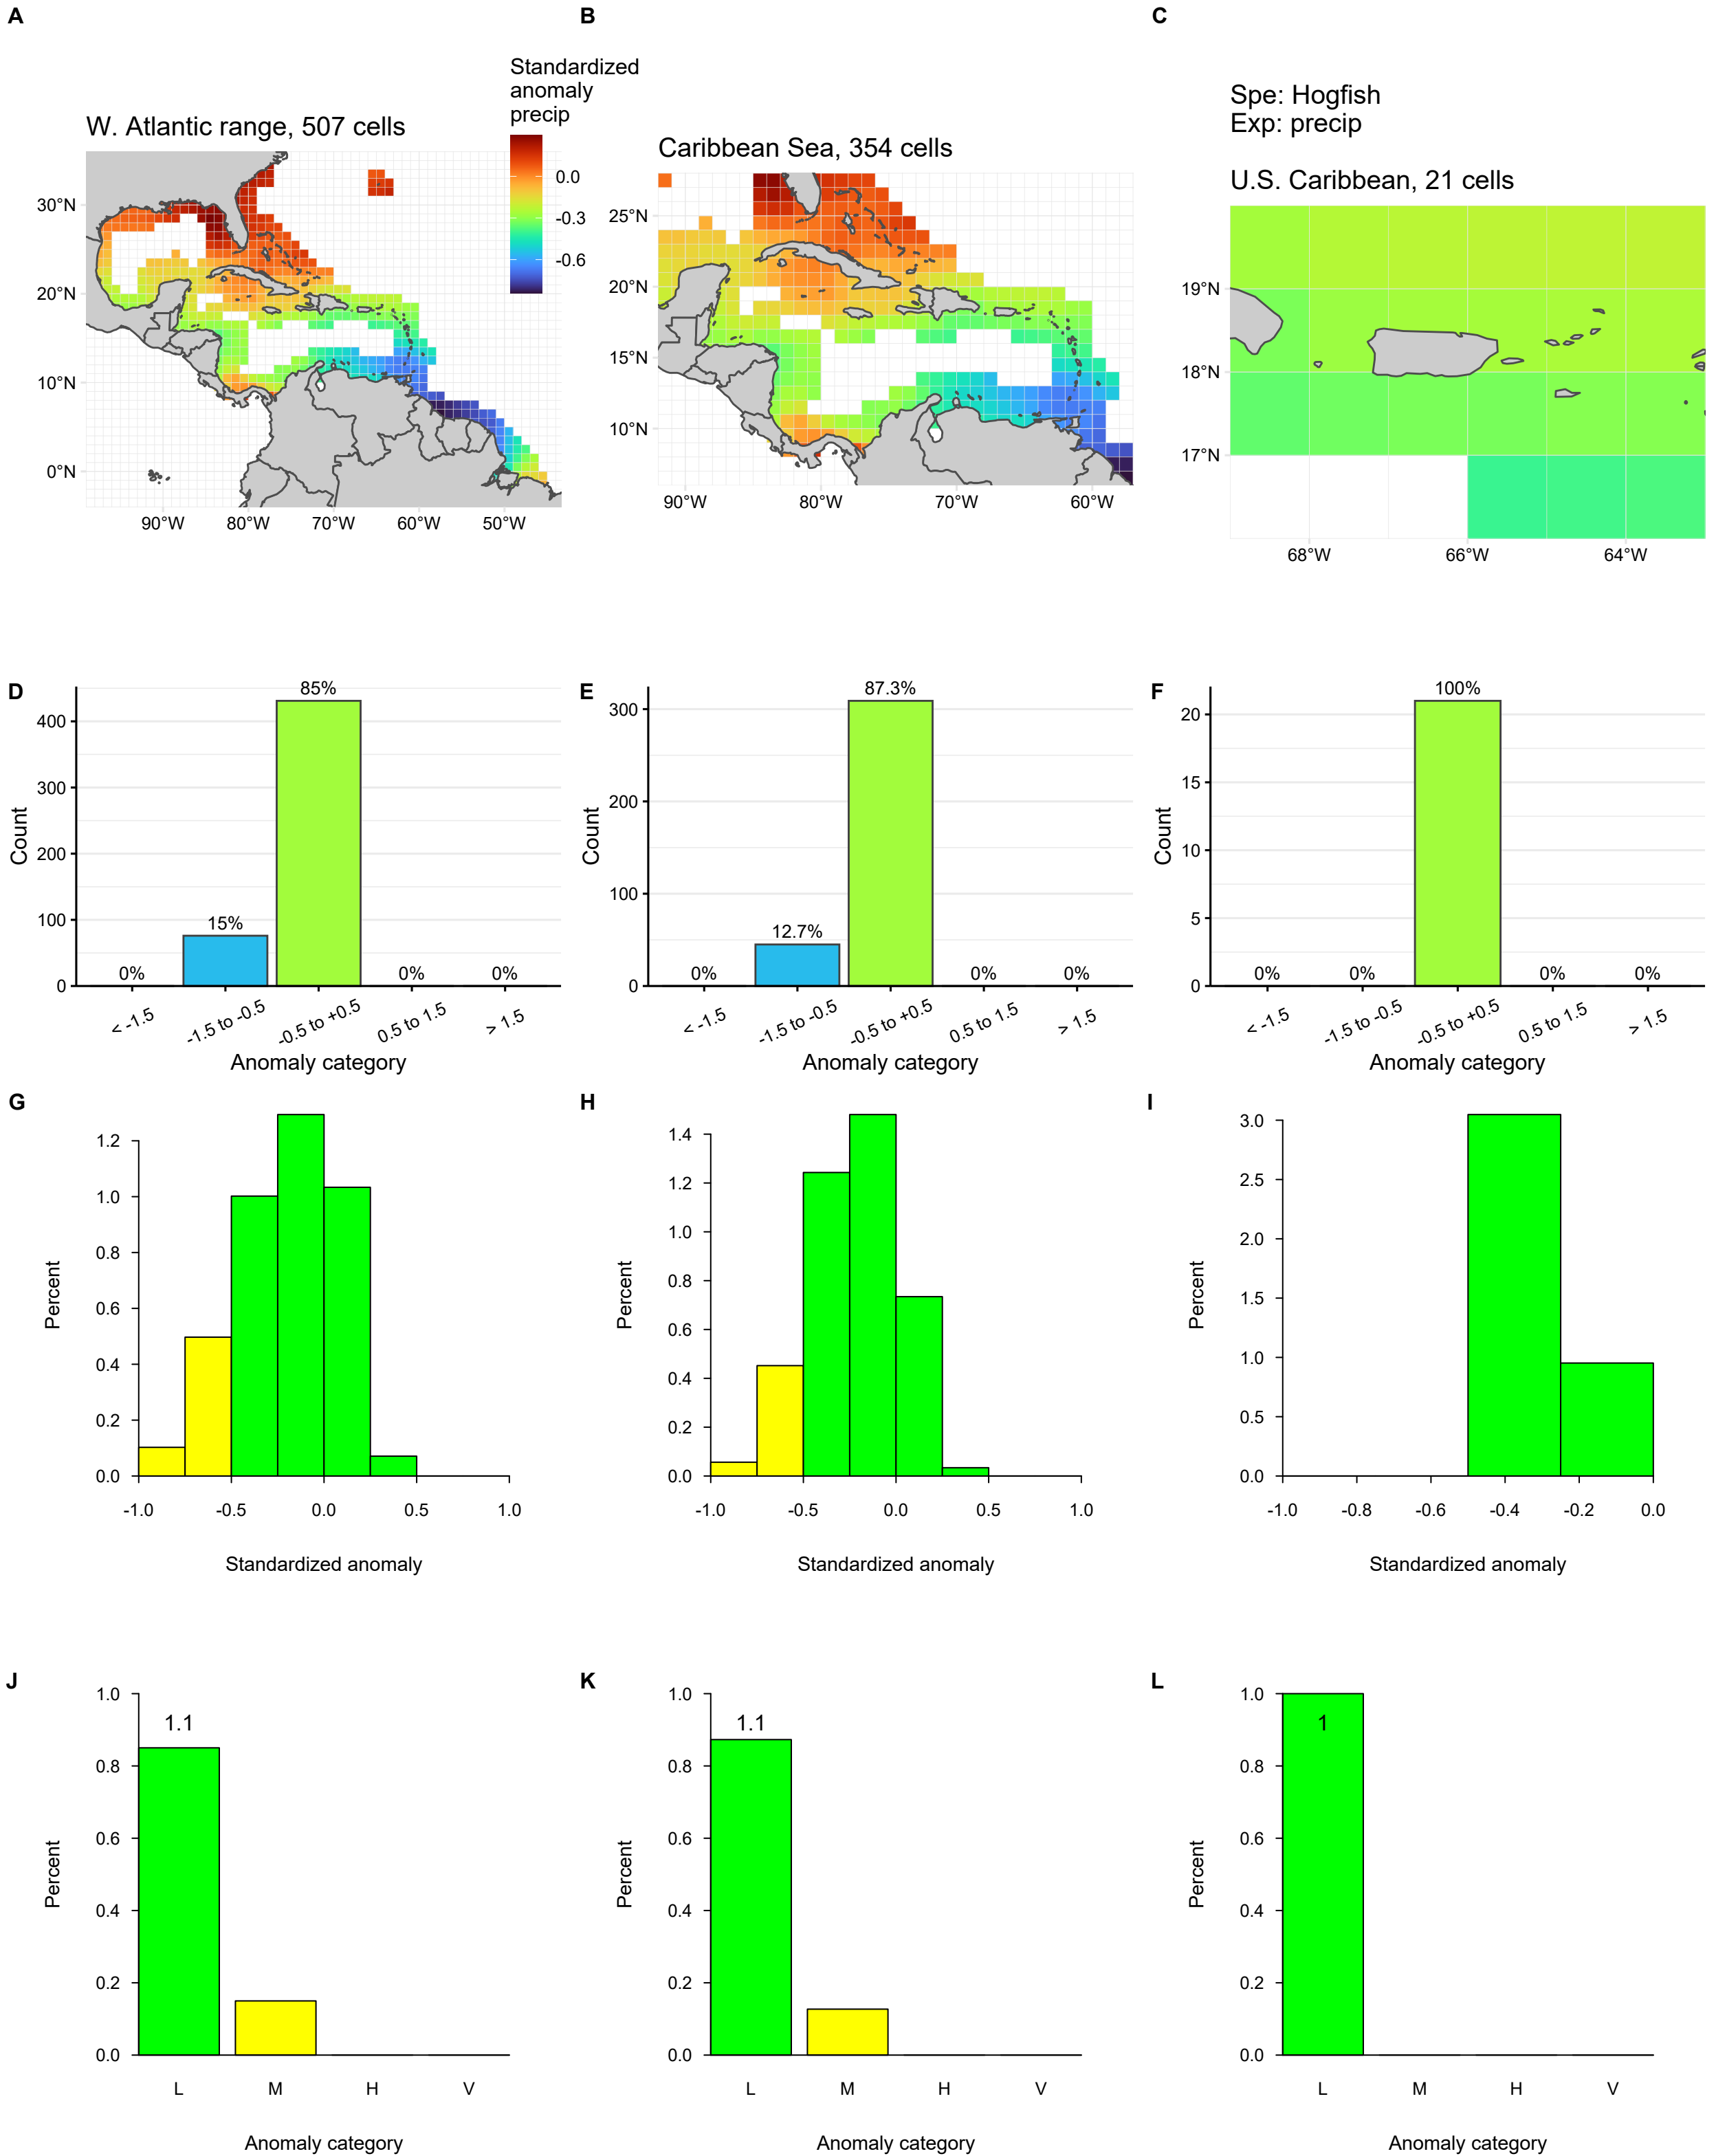 A
B
C
Standardized
anomaly
precip
0.0
-0.3
-0.6
W. Atlantic range, 507 cells
30°N
20°N
10°N
0°N
90°W
80°W
70°W
60°W
50°W
Caribbean Sea, 354 cells
25°N
20°N
15°N
10°N
90°W
80°W
70°W
60°W
Spe: Hogfish
Exp: precip
U.S. Caribbean, 21 cells
19°N
18°N
17°N
68°W
66°W
64°W
D
Count
400
300
200
100
0
0%
15%
85%
0%
0%
< -1.5
-1.5 to -0.5
-0.5 to +0.5
0.5 to 1.5
> 1.5
Anomaly category
E
Count
300
200
100
0
0%
12.7%
87.3%
0%
0%
< -1.5
-1.5 to -0.5
-0.5 to +0.5
0.5 to 1.5
> 1.5
Anomaly category
F
Count
20
15
10
5
0
0%
0%
100%
0%
0%
< -1.5
-1.5 to -0.5
-0.5 to +0.5
0.5 to 1.5
> 1.5
Anomaly category
G
Percent
1.2
1.0
0.8
0.6
0.4
0.2
0.0
-1.0
-0.5
0.0
0.5
1.0
Standardized anomaly
H
Percent
1.4
1.2
1.0
0.8
0.6
0.4
0.2
0.0
-1.0
-0.5
0.0
0.5
1.0
Standardized anomaly
I
Percent
3.0
2.5
2.0
1.5
1.0
0.5
0.0
-1.0
-0.8
-0.6
-0.4
-0.2
0.0
Standardized anomaly
J
Percent
1.0
0.8
0.6
0.4
0.2
0.0
1.1
L
M
H
V
Anomaly category
K
Percent
1.0
0.8
0.6
0.4
0.2
0.0
1.1
L
M
H
V
Anomaly category
L
Percent
1.0
0.8
0.6
0.4
0.2
0.0
1
L
M
H
V
Anomaly category